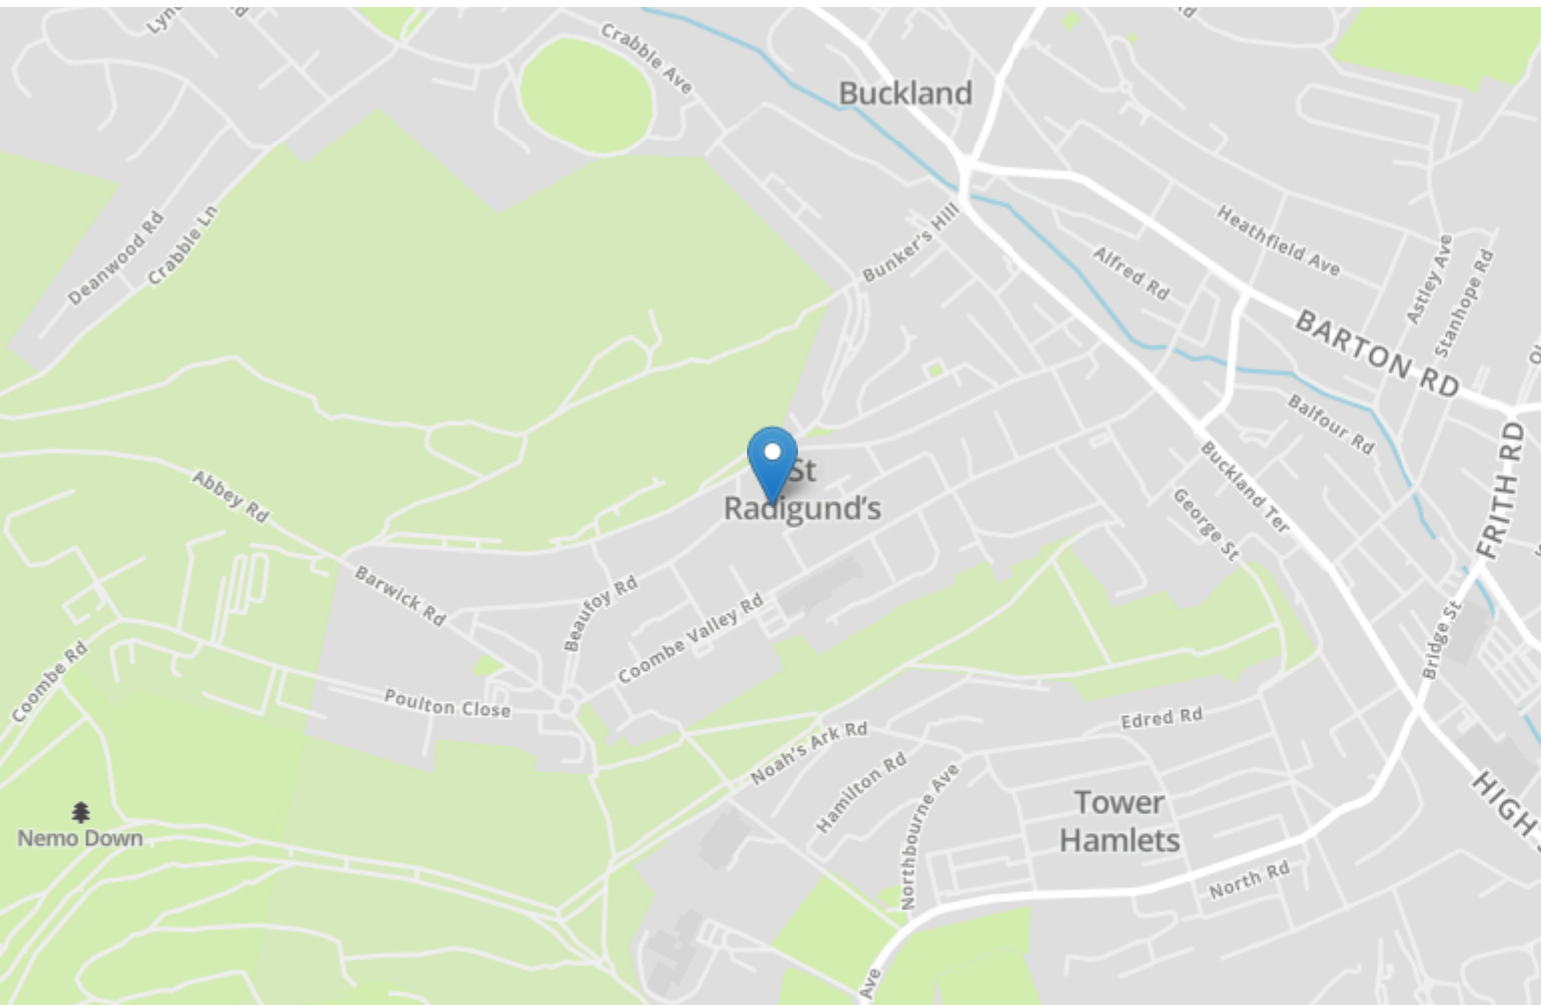 Crabble Ave
Buckland
Deanwood Rd
Crabble Ln
Bunker's Hill
Heathfield Ave
Alfred Rd
Astley Ave
Stanhope Rd
BARTON RD
Balfour Rd
FRITH RD
St
Radigund's
Abbey Rd
Buckland Ter
George St
Barwick Rd
Beaufoy Rd
Coombe Valley Rd
Bridge St
Coombe Rd
Poulton Close
Noah's Ark Rd
Edred Rd
Hamilton Rd
Northbourne Ave
Tower
Hamlets
HIGH
Nemo Down
North Rd
Ave